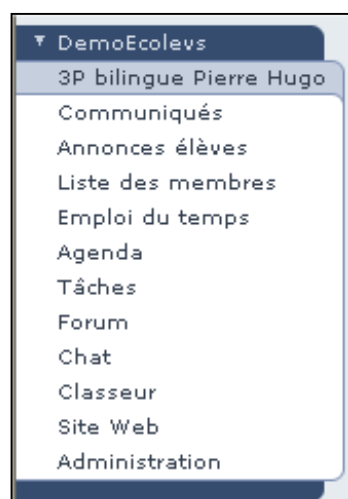 DemoEcolevs
3P bilingue Pierre Hugo
Communiqués
Annonces élèves
Liste des membres
Emploi du temps
Agenda
Tâches
Forum
Chat
Classeur
Site Web
Administration